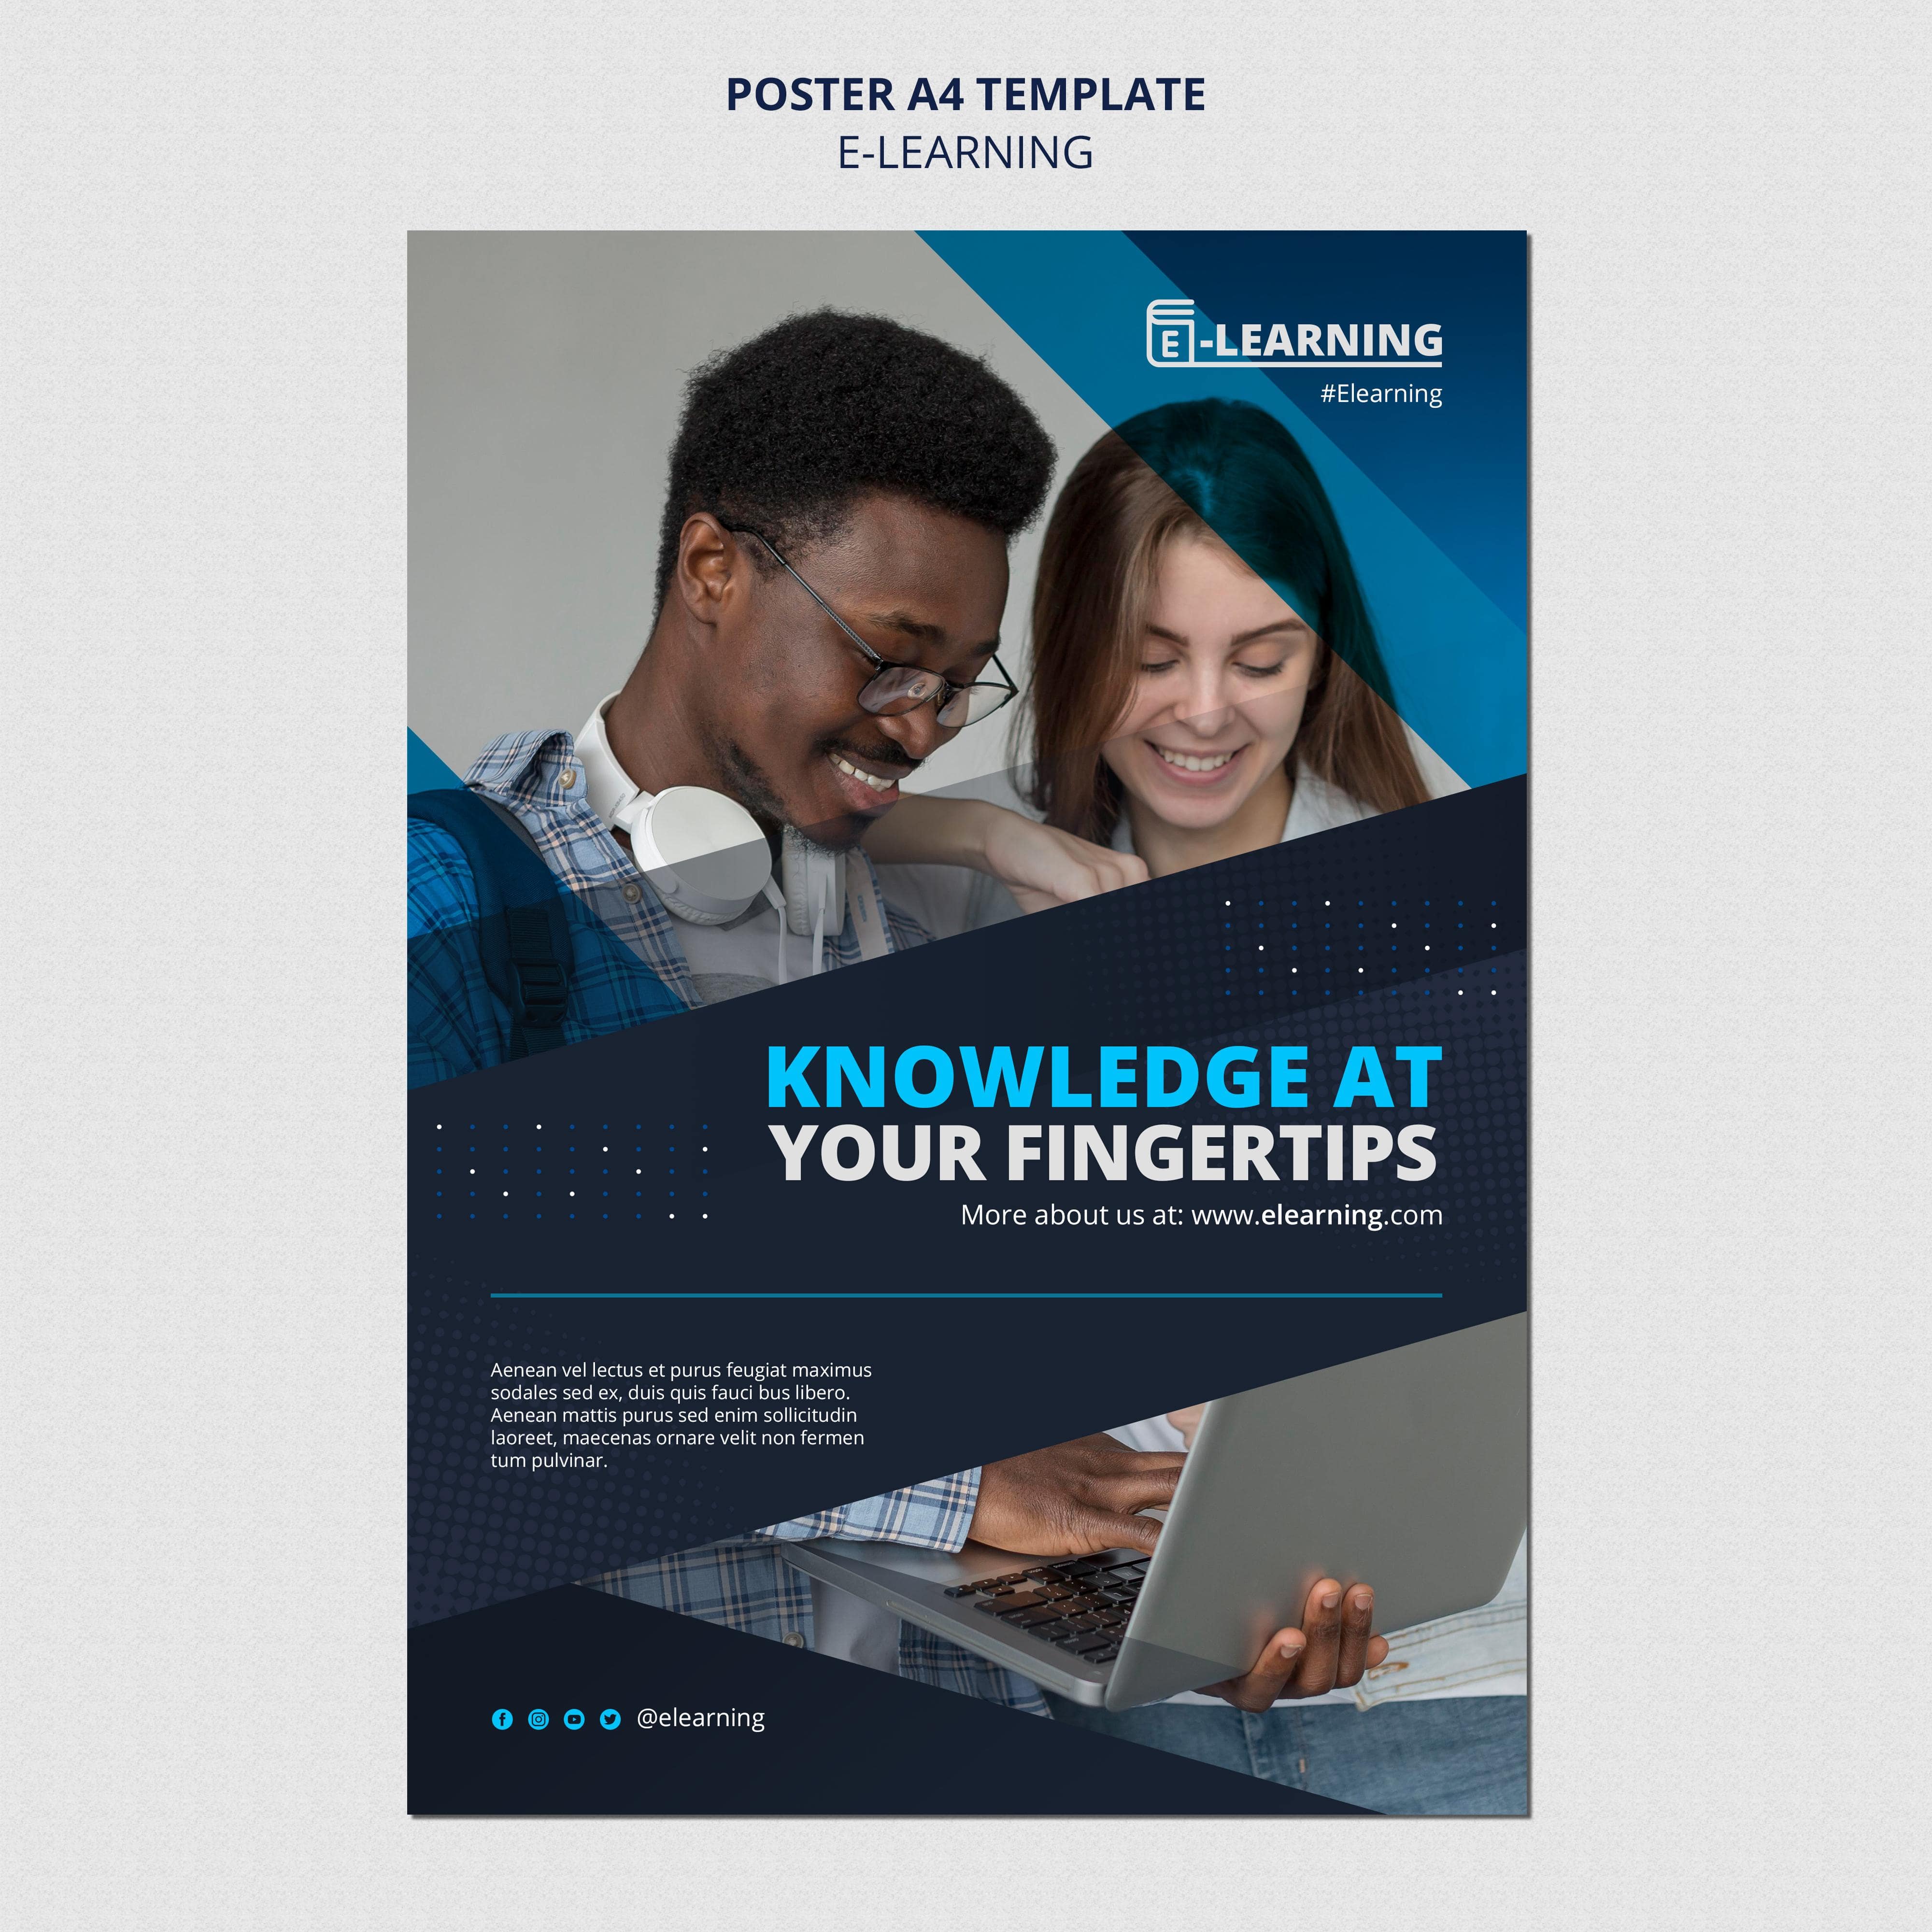 POSTER A4 TEMPLATE
E-LEARNING
E-LEARNING
#Elearning
KNOWLEDGE AT
YOUR FINGERTIPS
More about us at: www.elearning.com
Aenean vel lectus et purus feugiat maximus
sodales sed ex, duis quis fauci bus libero.
Aenean mattis purus sed enim sollicitudin
laoreet, maecenas ornare velit non fermen
tum pulvinar.
@elearning